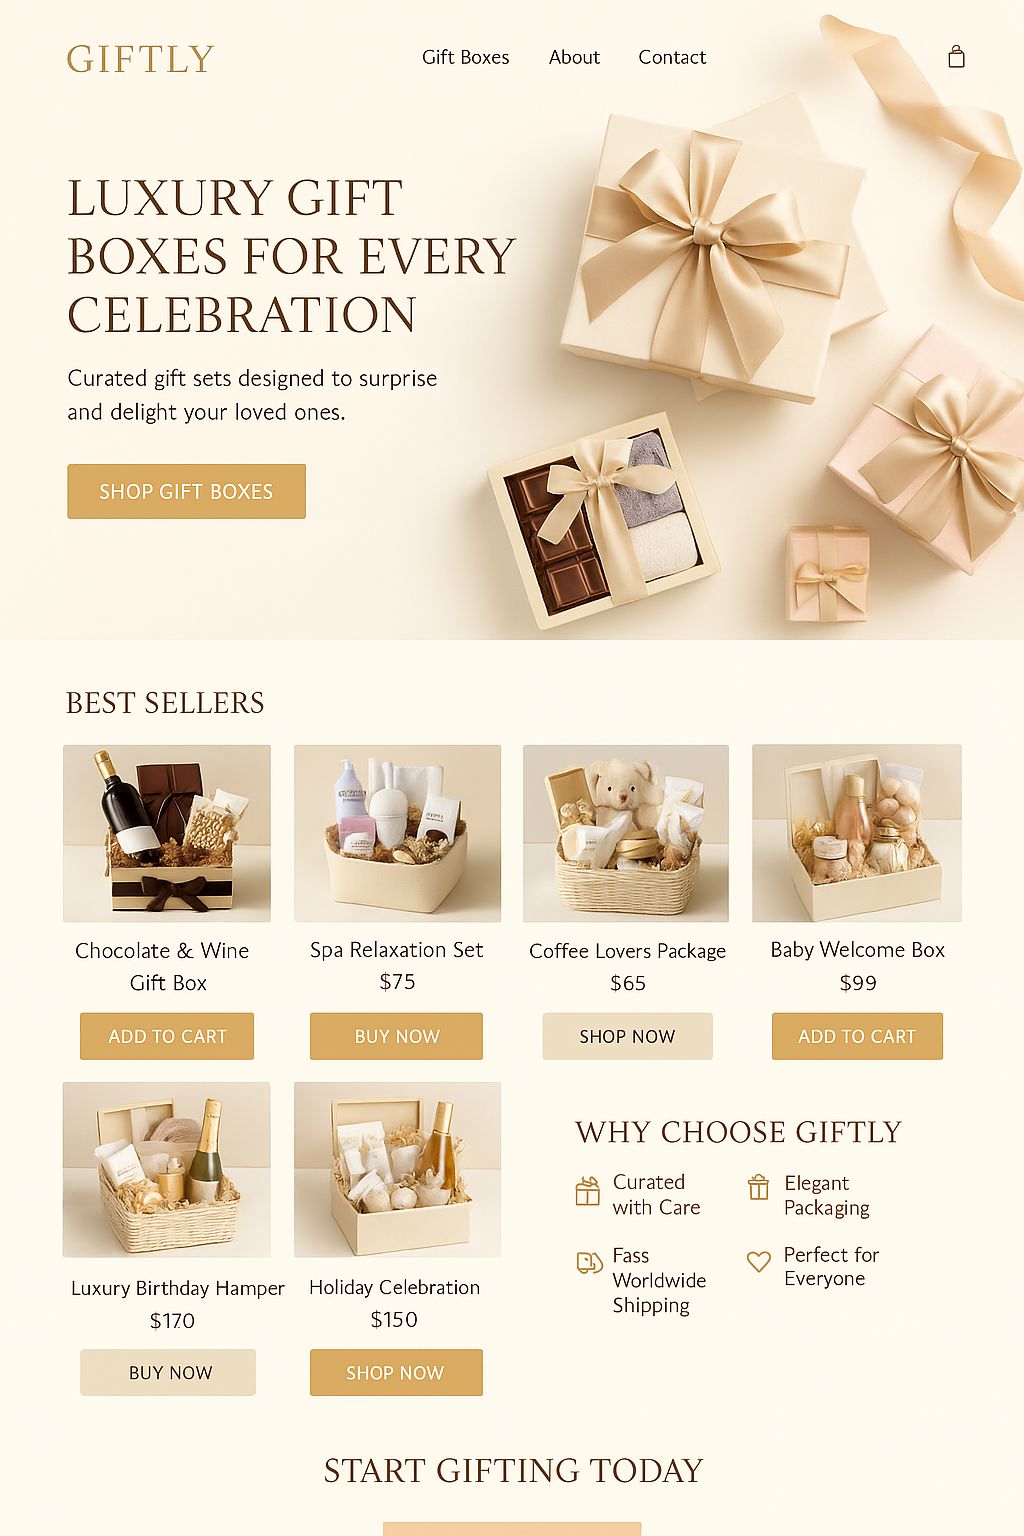 GIFTLY
Gift Boxes
About
Contact
LUXURY GIFT
BOXES FOR EVERY
CELEBRATION
Curated gift sets designed to surprise
and delight your loved ones.
SHOP GIFT BOXES
BEST SELLERS
Chocolate & Wine
Gift Box
ADD TO CART
Spa Relaxation Set
$75
BUY NOW
Coffee Lovers Package
$65
SHOP NOW
Baby Welcome Box
$99
ADD TO CART
Luxury Birthday Hamper
$170
BUY NOW
Holiday Celebration
$150
SHOP NOW
WHY CHOOSE GIFTLY
Curated
with Care
Elegant
Packaging
Fass
Worldwide
Shipping
Perfect for
Everyone
START GIFTING TODAY